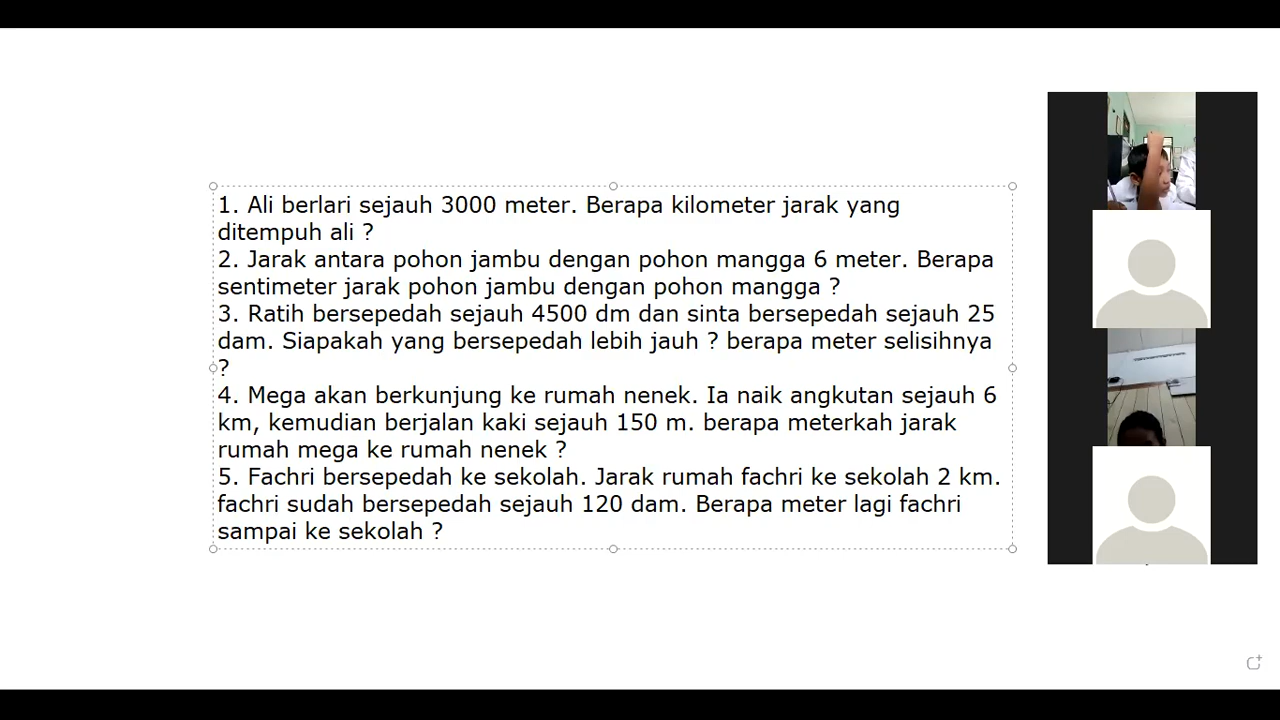 1. Ali berlari sejauh 3000 meter. Berapa kilometer jarak yang
ditempuh ali ?
2. Jarak antara pohon jambu dengan pohon mangga 6 meter. Berapa
sentimeter jarak pohon jambu dengan pohon mangga ?
3. Ratih bersepedah sejauh 4500 dm dan sinta bersepedah sejauh 25
dam. Siapakah yang bersepedah lebih jauh ? berapa meter selisihnya
?
4. Mega akan berkunjung ke rumah nenek. Ia naik angkutan sejauh 6
km, kemudian berjalan kaki sejauh 150 m. berapa meterkah jarak
rumah mega ke rumah nenek ?
5. Fachri bersepedah ke sekolah. Jarak rumah fachri ke sekolah 2 km.
fachri sudah bersepedah sejauh 120 dam. Berapa meter lagi fachri
sampai ke sekolah ?